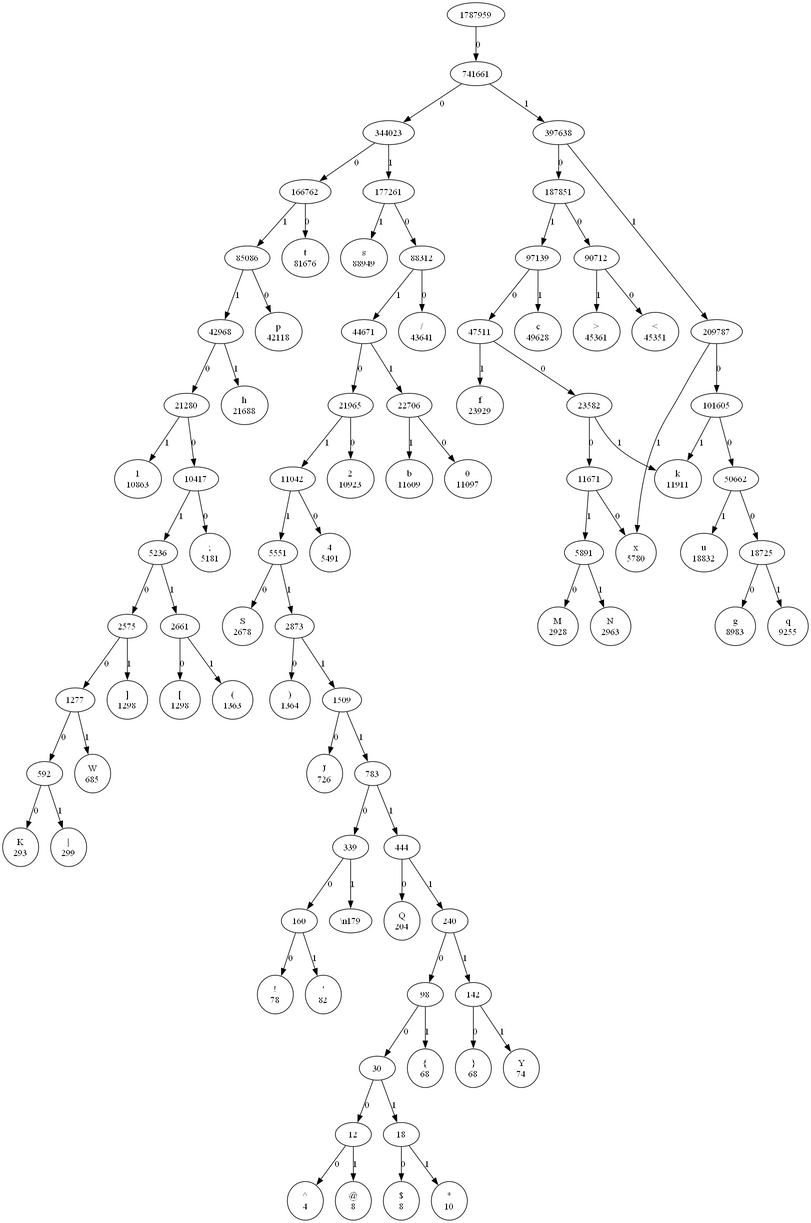 1787959
0
741661
0 1
344023 397638
0 1 0 1
166762 177261 187851
1 0 1 0 1 0
85086 t 81676 s 88949 88312 97139 90712
1 0 1 0 0 1 1 0
42968 p 42118 44671 / 43641 47511 c 49628 > 45361 < 45351 209787
0 1 0 1 1 0 1 0
21280 h 21688 21965 22706 f 23929 23582 101605
1 0 1 0 1 0 0 1 1 0
1 10863 10417 11042 2 10923 b 11609 0 11097 11671 k 11911 50662
1 0 1 0 1 0 1 0
5236 ; 5181 5551 4 5491 5891 x 5780 u 18832 18725
0 1 0 1 0 1 0 1
2575 2661 S 2678 2873 M 2928 N 2963 g 8983 q 9255
0 1 0 1 0 1
1277 ] 1298 [ 1298 ( 1363 ) 1364 1509
0 1 0 1
592 W 685 J 726 783
0 1 0 1
K 293 | 299 339 444
0 1 0 1
160 \n179 Q 204 240
0 1 0 1
! 78 ' 82 98 142
0 1 0 1
30 { 68 } 68 Y 74
0 1
12 18
0 1 0 1
^ 4 @ 8 $ 8 * 10